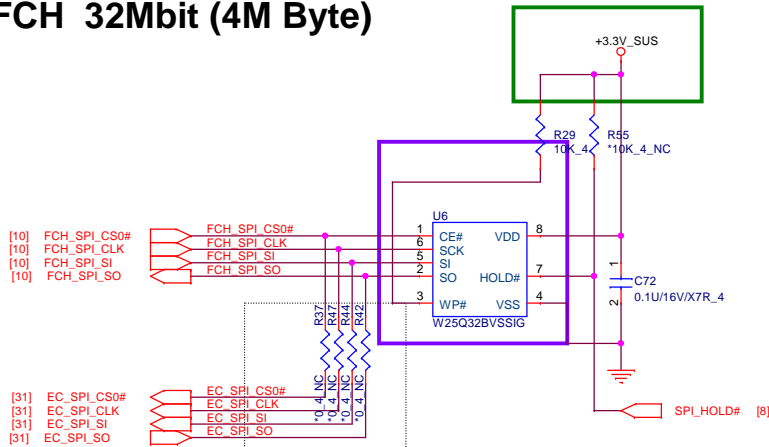 FCH 32Mbit (4M Byte)
+3.3V_SUS
R29
10K_4
R55
*10K_4_NC
U6
[10] FCH_SPI_CS0# FCH_SPI_CS0# 1 CE# VDD 8
[10] FCH_SPI_CLK FCH_SPI_CLK 6 SCK
[10] FCH_SPI_SI FCH_SPI_SI 5 SI
[10] FCH_SPI_SO FCH_SPI_SO 2 SO HOLD# 7
3 WP# VSS 4
W25Q32BVSSIG
1
C72
0.1U/16V/X7R_4
2
R37
R47
R44
R42
*0_4_NC
*0_4_NC
*0_4_NC
*0_4_NC
[31] EC_SPI_CS0# EC_SPI_CS0#
[31] EC_SPI_CLK EC_SPI_CLK
[31] EC_SPI_SI EC_SPI_SI
[31] EC_SPI_SO EC_SPI_SO
SPI_HOLD# [8]